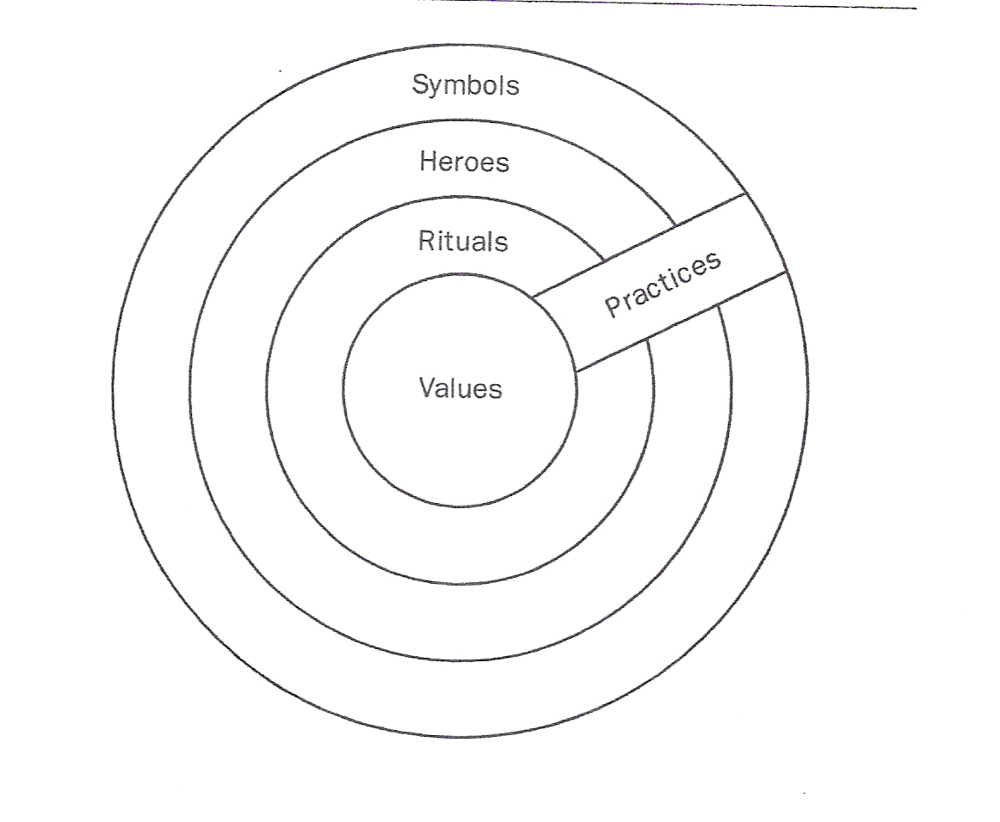 Symbols
Heroes
Rituals
Practices
Values